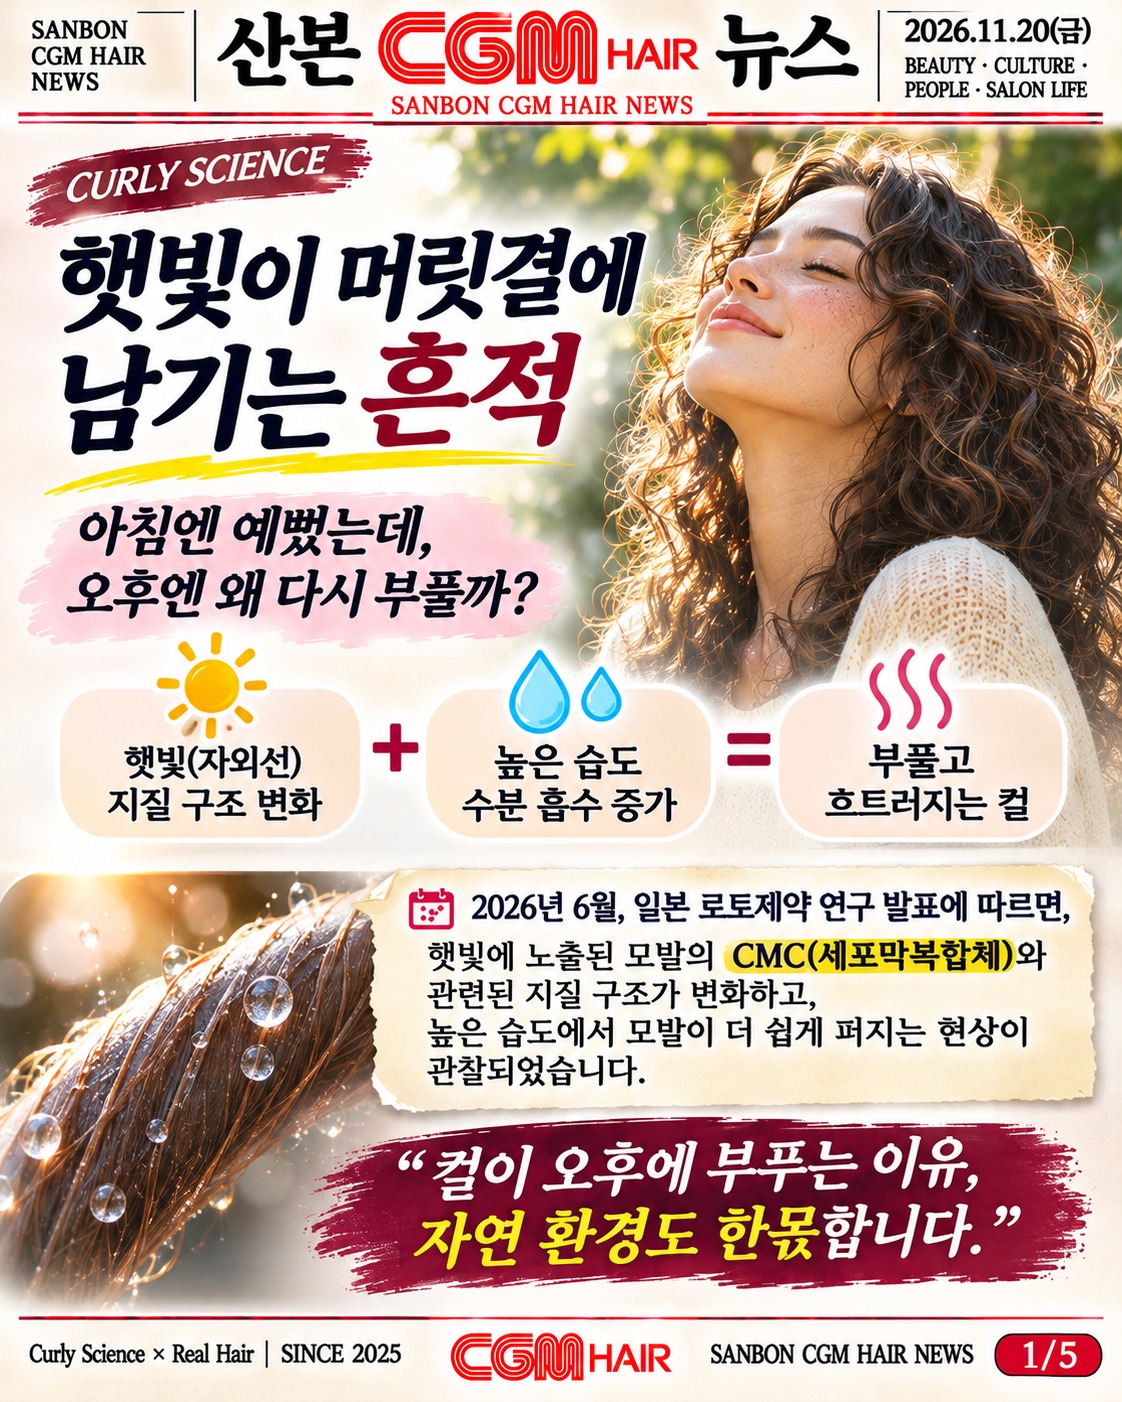 SANBON
CGM HAIR
NEWS
산본 CGM HAIR 뉴스
SANBON CGM HAIR NEWS
2026.11.20(금)
BEAUTY · CULTURE ·
PEOPLE · SALON LIFE
CURLY SCIENCE
햇빛이 머릿결에
남기는 흔적
아침엔 예뻤는데,
오후엔 왜 다시 부풀까?
햇빛(자외선)
지질 구조 변화
+
높은 습도
수분 흡수 증가
=
부풀고
흐트러지는 컬
2026년 6월, 일본 로토제약 연구 발표에 따르면,
햇빛에 노출된 모발의 CMC(세포막복합체)와
관련된 지질 구조가 변화하고,
높은 습도에서 모발이 더 쉽게 퍼지는 현상이
관찰되었습니다.
“컬이 오후에 부푸는 이유,
자연 환경도 한몫합니다.”
Curly Science × Real Hair | SINCE 2025
CGM HAIR
SANBON CGM HAIR NEWS
1/5